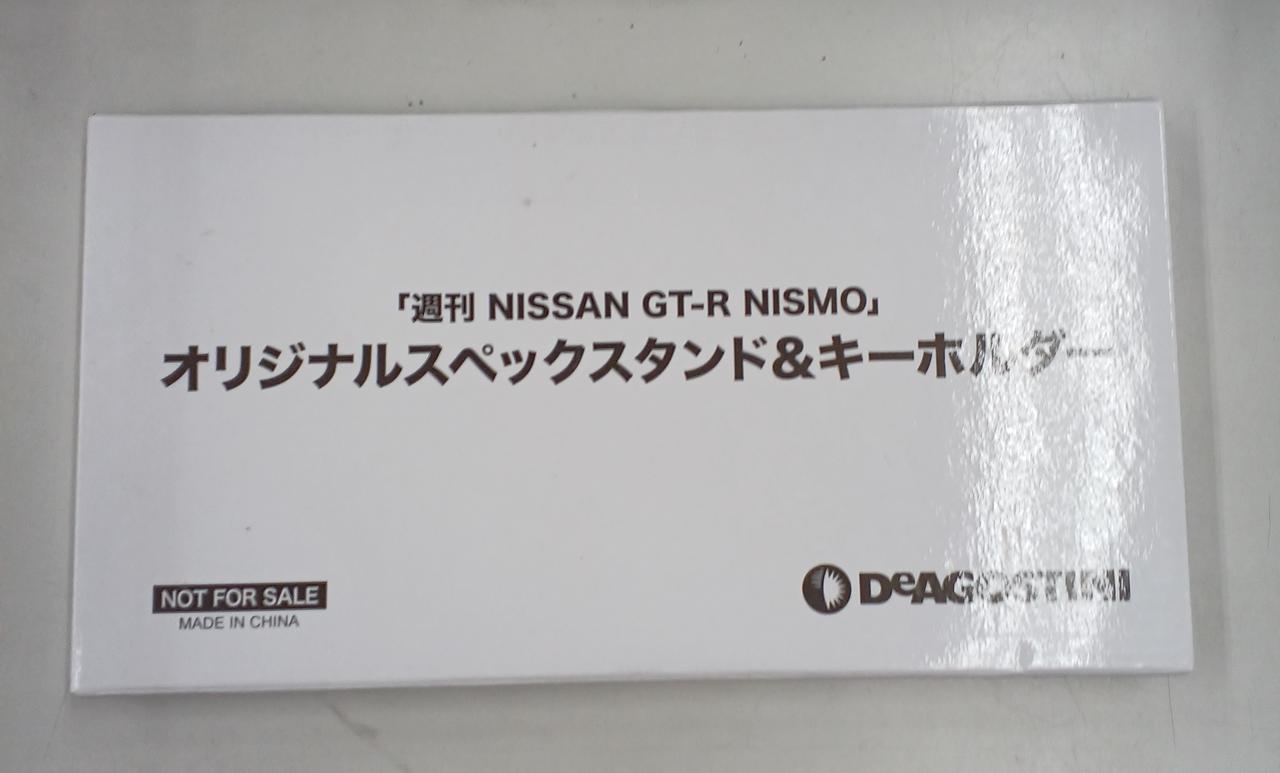 「週刊 NISSAN GT-R NISMO」
オリジナルスペックスタンド&キーホルダー
NOT FOR SALE
MADE IN CHINA
DeAGOSTINI